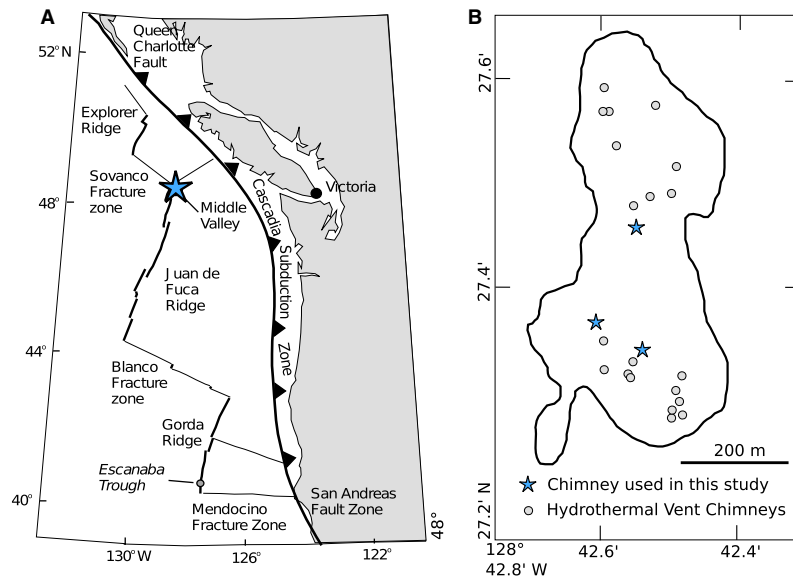 A
Queen
Charlotte
Fault
52° N
Explorer
Ridge
Sovanco
Fracture
zone
Victoria
48°
Middle
Valley
Cascadia
Subduction
Zone
Juan de
Fuca
Ridge
44°
Blanco
Fracture
zone
Gorda
Ridge
Escanaba
Trough
San Andreas
Fault Zone
40°
Mendocino
Fracture Zone
130°W
126°
122°
B
27.6'
27.4'
200 m
Chimney used in this study
Hydrothermal Vent Chimneys
48°
27.2' N
128°
42.8' W
42.6'
42.4'